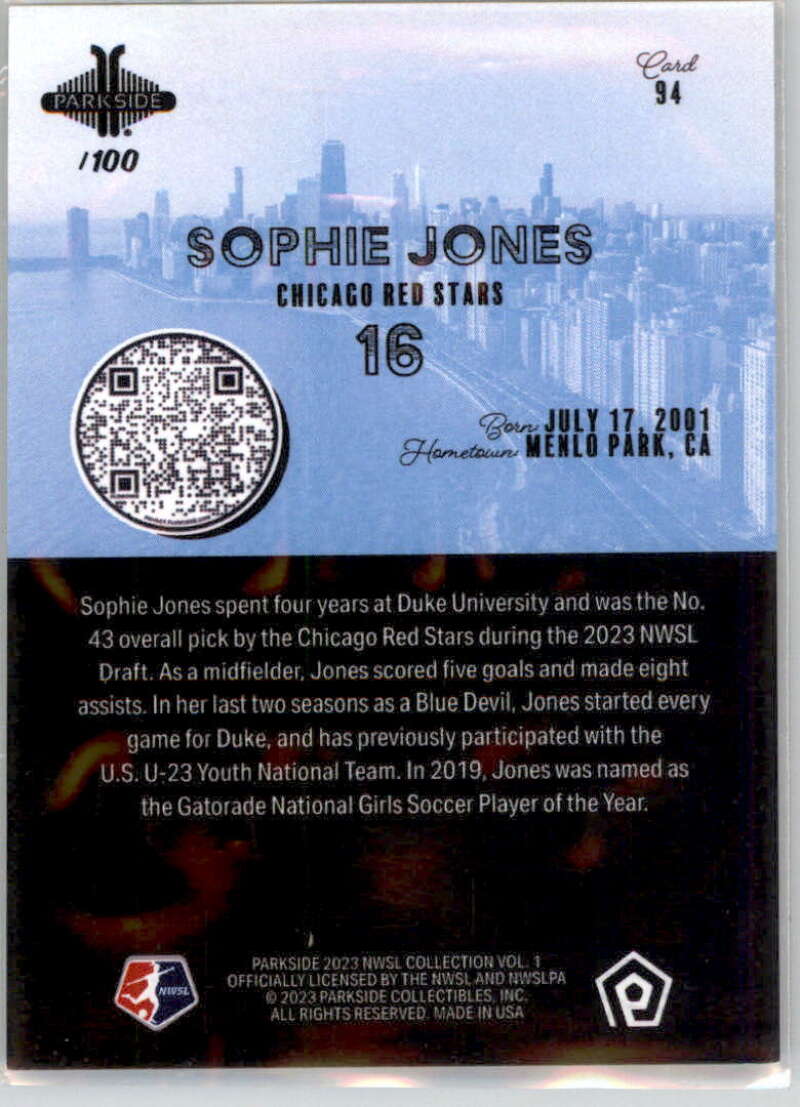 PARKSIDE
/100
Card
94
SOPHIE JONES
CHICAGO RED STARS
16
Born: JULY 17, 2001
Hometown: MENLO PARK, CA
Sophie Jones spent four years at Duke University and was the No.
43 overall pick by the Chicago Red Stars during the 2023 NWSL
Draft. As a midfielder, Jones scored five goals and made eight
assists. In her last two seasons as a Blue Devil, Jones started every
game for Duke, and has previously participated with the
U.S. U-23 Youth National Team. In 2019, Jones was named as
the Gatorade National Girls Soccer Player of the Year.
NWSL
PARKSIDE 2023 NWSL COLLECTION VOL. 1
OFFICIALLY LICENSED BY THE NWSL AND NWSLPA
© 2023 PARKSIDE COLLECTIBLES, INC.
ALL RIGHTS RESERVED. MADE IN USA